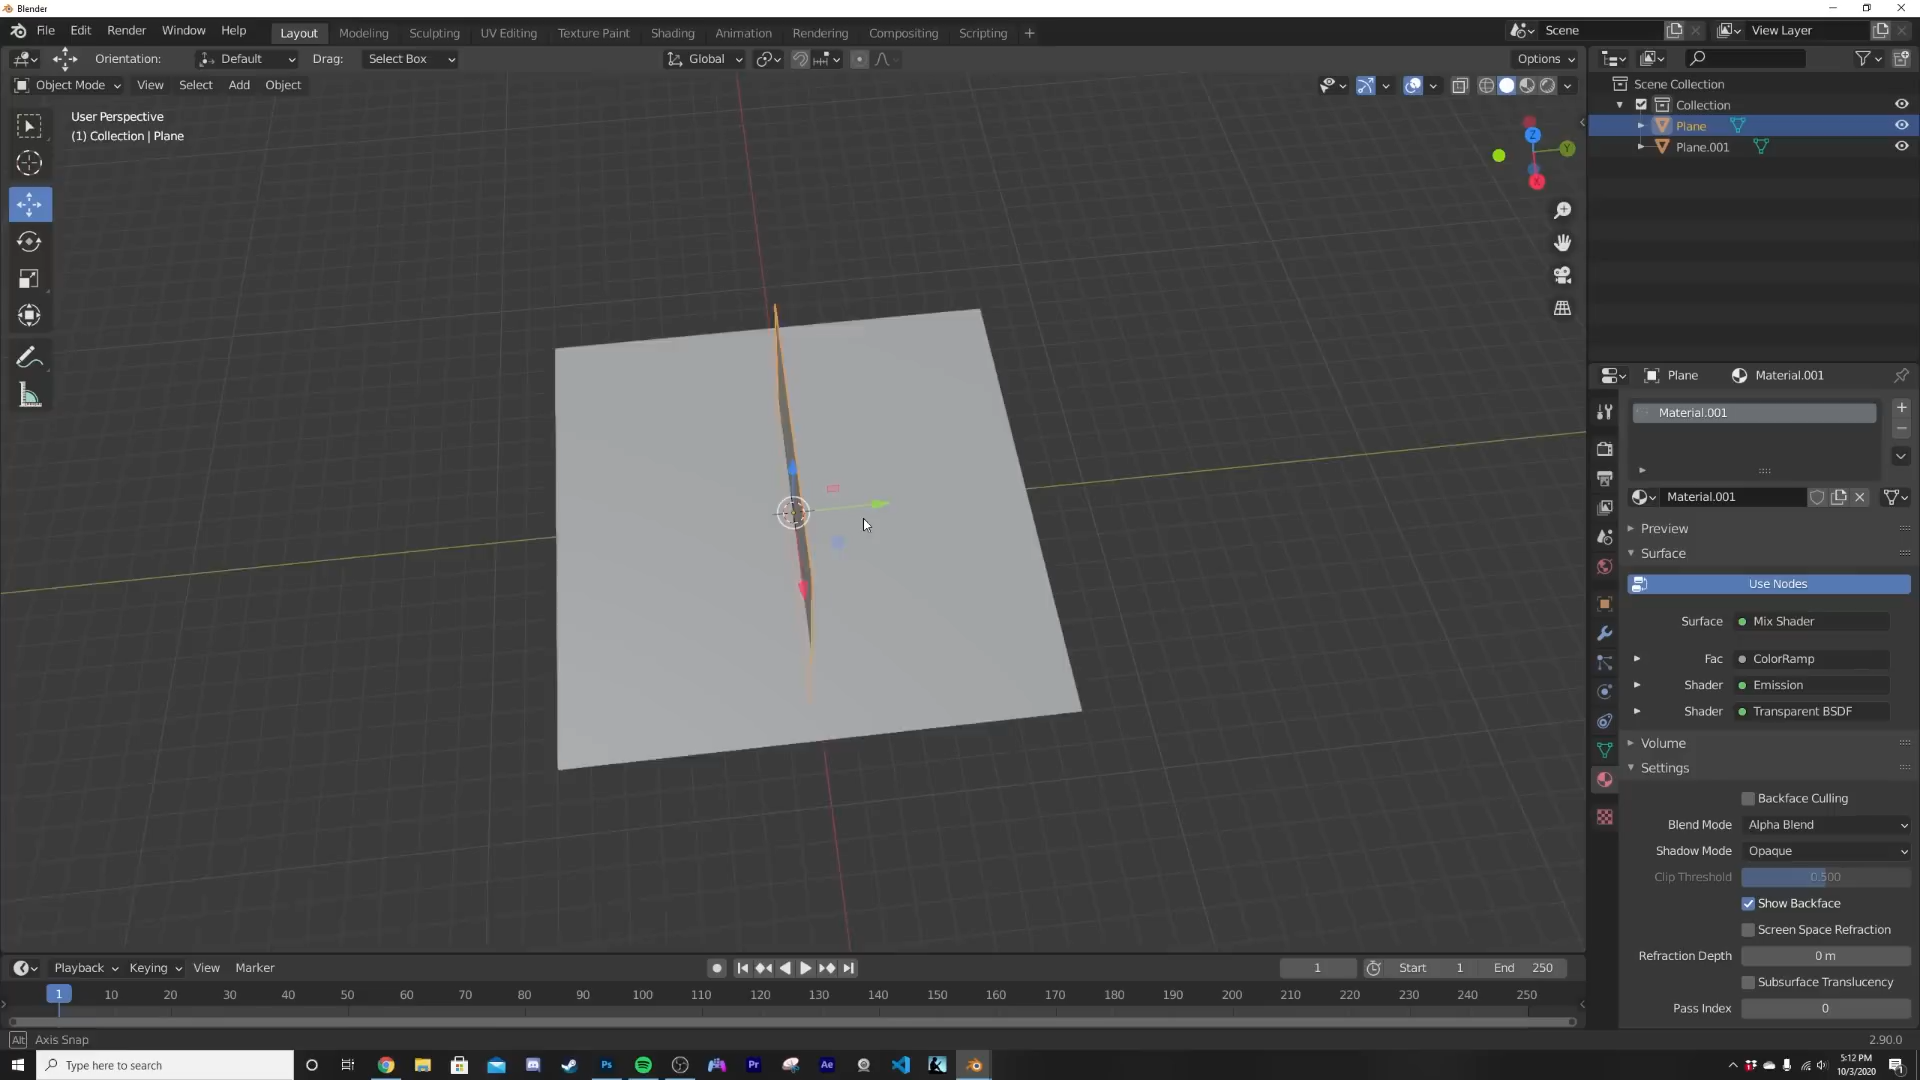 Blender
File Edit Render Window Help Layout Modeling Sculpting UV Editing Texture Paint Shading Animation Rendering Compositing Scripting + Scene View Layer
Orientation: Default Drag: Select Box Global Options
Object Mode View Select Add Object
User Perspective
(1) Collection | Plane
Z
Y
X
Scene Collection
Collection
Plane
Plane.001
Plane Material.001
Material.001
Material.001
Preview
Surface
Use Nodes
Surface Mix Shader
Fac ColorRamp
Shader Emission
Shader Transparent BSDF
Volume
Settings
Backface Culling
Blend Mode Alpha Blend
Shadow Mode Opaque
Clip Threshold 0.500
Show Backface
Screen Space Refraction
Refraction Depth 0 m
Subsurface Translucency
Pass Index 0
Playback Keying View Marker 1 Start 1 End 250
1 10 20 30 40 50 60 70 80 90 100 110 120 130 140 150 160 170 180 190 200 210 220 230 240 250
Alt Axis Snap 2.90.0
Type here to search Ps Pr Ae 5:12 PM
10/3/2020